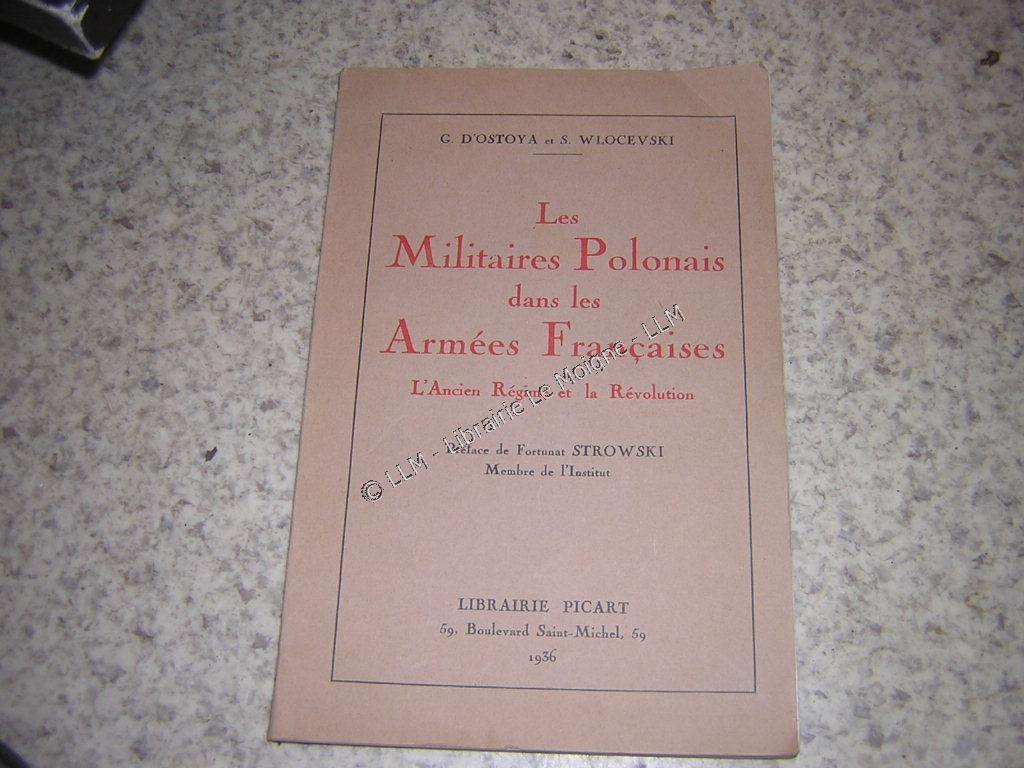 G. D'OSTOYA et S. WLOCEVSKI
Les
Militaires Polonais
dans les
Armées Françaises
L'Ancien Régime et la Révolution
Préface de Fortunat STROWSKI
Membre de l'Institut
© LLM - Librairie Le Moigne - LLM
LIBRAIRIE PICART
59, Boulevard Saint-Michel, 59
1936